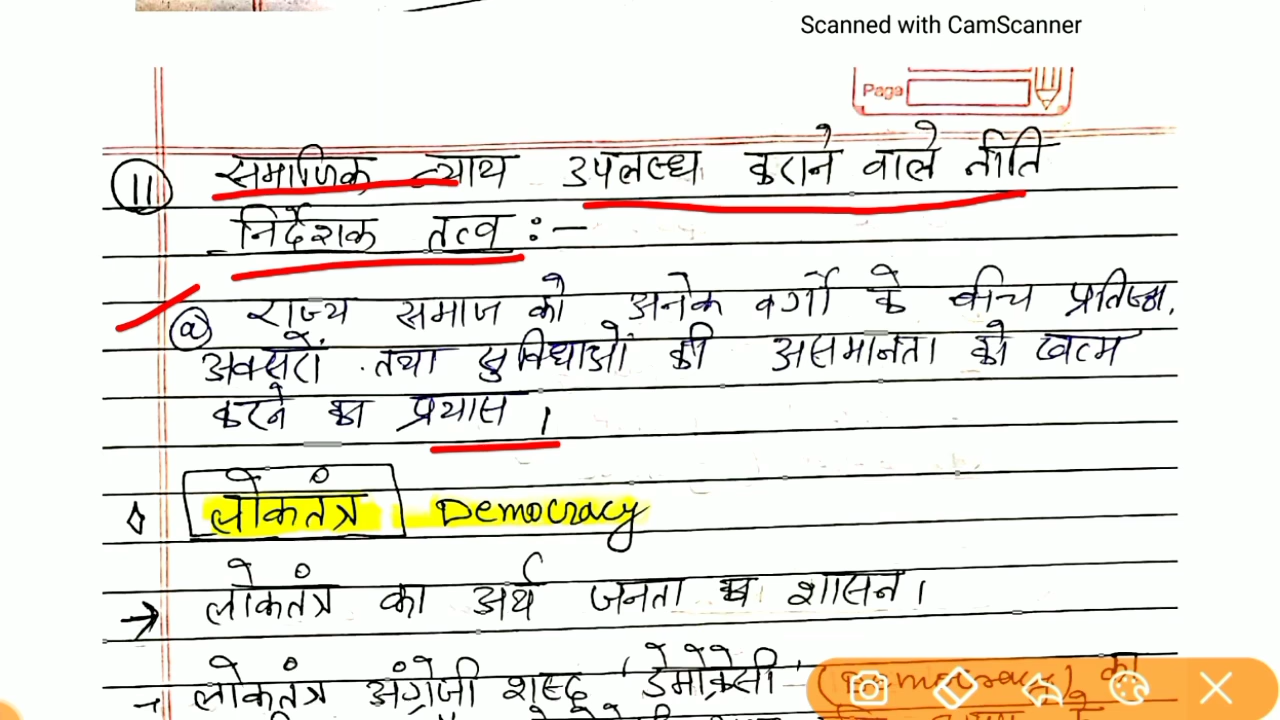 Scanned with CamScanner
Page
11 समाजिक न्याय उपलब्ध कराने वाले नीति
निर्देशक तत्व :-
a राज्य समाज को अनेक वर्गों के बीच प्रतिष्ठा,
अवसरों तथा सुविधाओं की असमानता को खत्म
करने का प्रयास ।
लोकतंत्र Democracy
→ लोकतंत्र का अर्थ जनता का शासन ।
→ लोकतंत्र अंग्रेजी शब्द 'डेमोक्रेसी' (Democracy) का